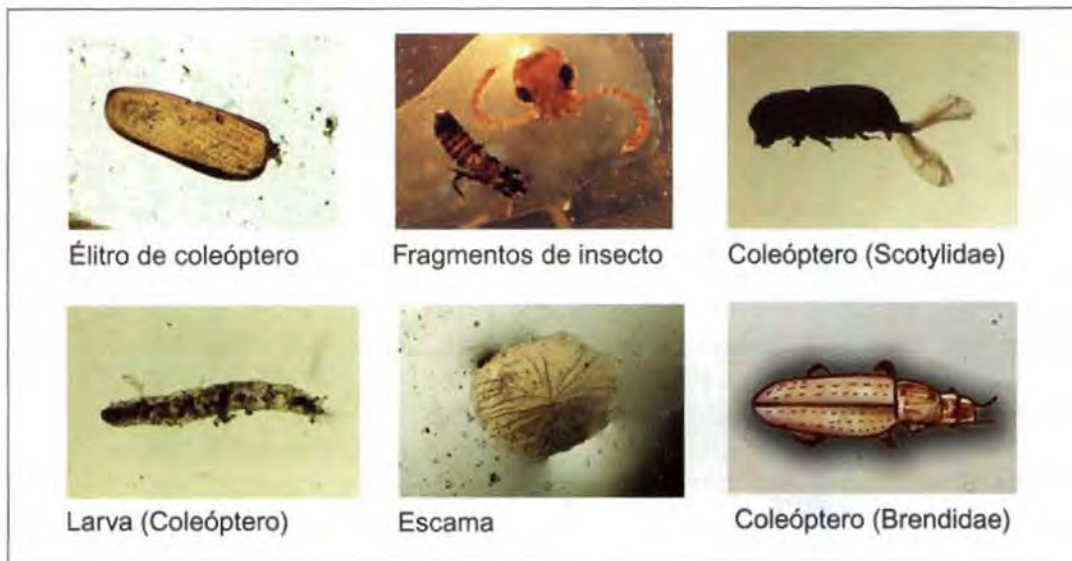 Élitro de coleóptero
Fragmentos de insecto
Coleóptero (Scotylidae)
Larva (Coleóptero)
Escama
Coleóptero (Brendidae)